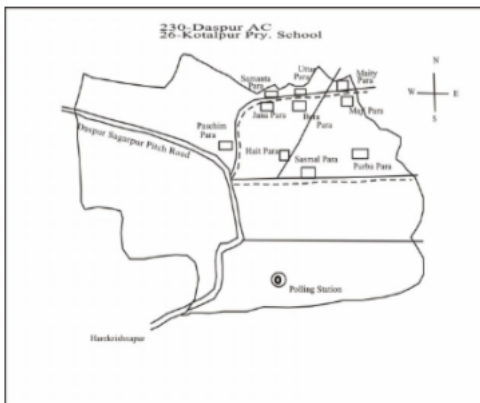 230-Daspur AC
26-Kotalpur Pry. School
N
W
E
S
Samanta
Para
Uttar
Para
Maity
Para
Jana Para
Bera
Para
Maji Para
Paschim
Para
Daspur Sagarpur Pitch Road
Hait Para
Sasmal Para
Purba Para
Polling Station
Harekrishnapur